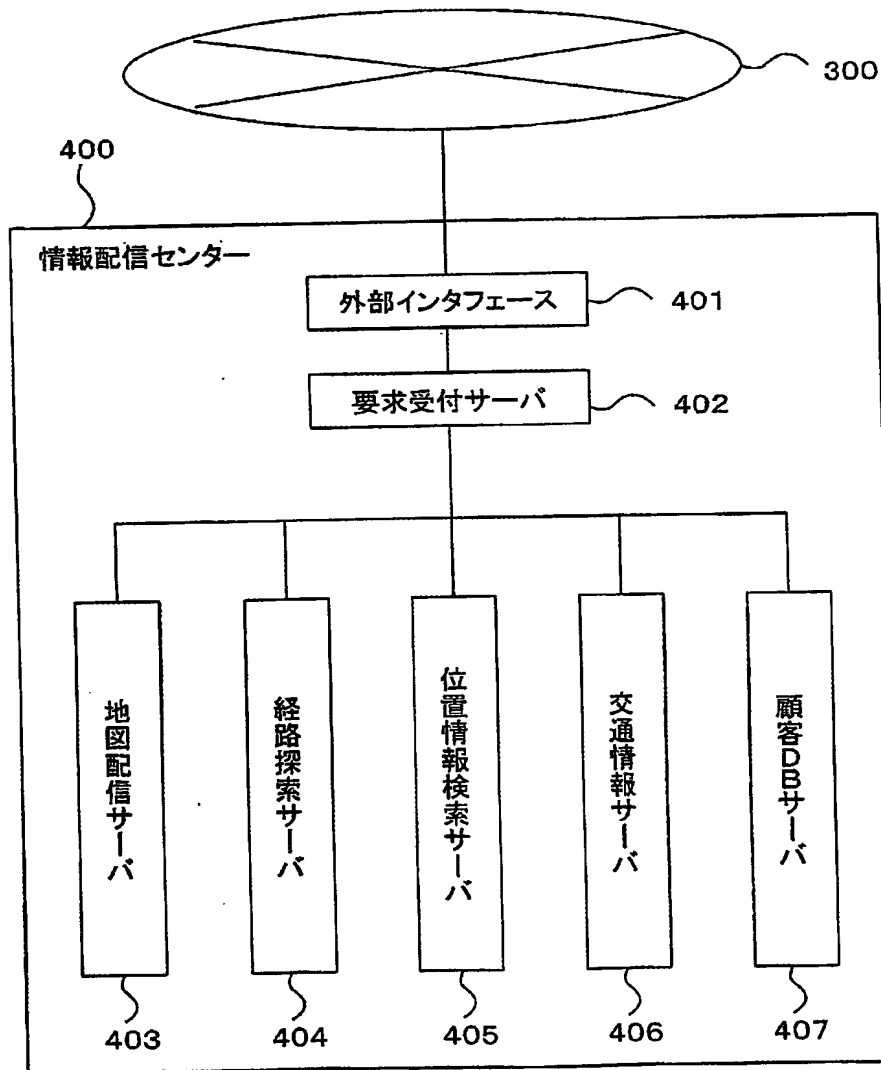 300
400
情報配信センター
外部インタフェース
401
要求受付サーバ
402
地図配信サーバ
経路探索サーバ
位置情報検索サーバ
交通情報サーバ
顧客DBサーバ
403
404
405
406
407